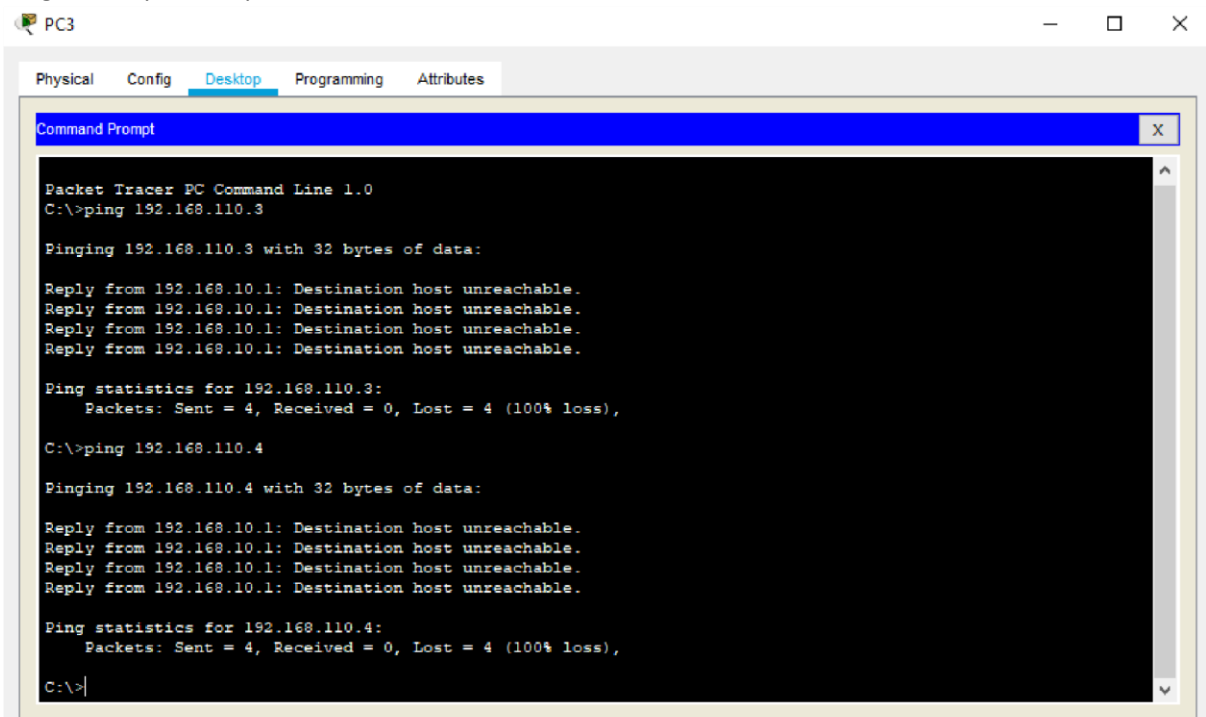 PC3
Physical Config Desktop Programming Attributes
Command Prompt
X
Packet Tracer PC Command Line 1.0
C:\>ping 192.168.110.3
Pinging 192.168.110.3 with 32 bytes of data:
Reply from 192.168.10.1: Destination host unreachable.
Reply from 192.168.10.1: Destination host unreachable.
Reply from 192.168.10.1: Destination host unreachable.
Reply from 192.168.10.1: Destination host unreachable.
Ping statistics for 192.168.110.3:
Packets: Sent = 4, Received = 0, Lost = 4 (100% loss),
C:\>ping 192.168.110.4
Pinging 192.168.110.4 with 32 bytes of data:
Reply from 192.168.10.1: Destination host unreachable.
Reply from 192.168.10.1: Destination host unreachable.
Reply from 192.168.10.1: Destination host unreachable.
Reply from 192.168.10.1: Destination host unreachable.
Ping statistics for 192.168.110.4:
Packets: Sent = 4, Received = 0, Lost = 4 (100% loss),
C:\>